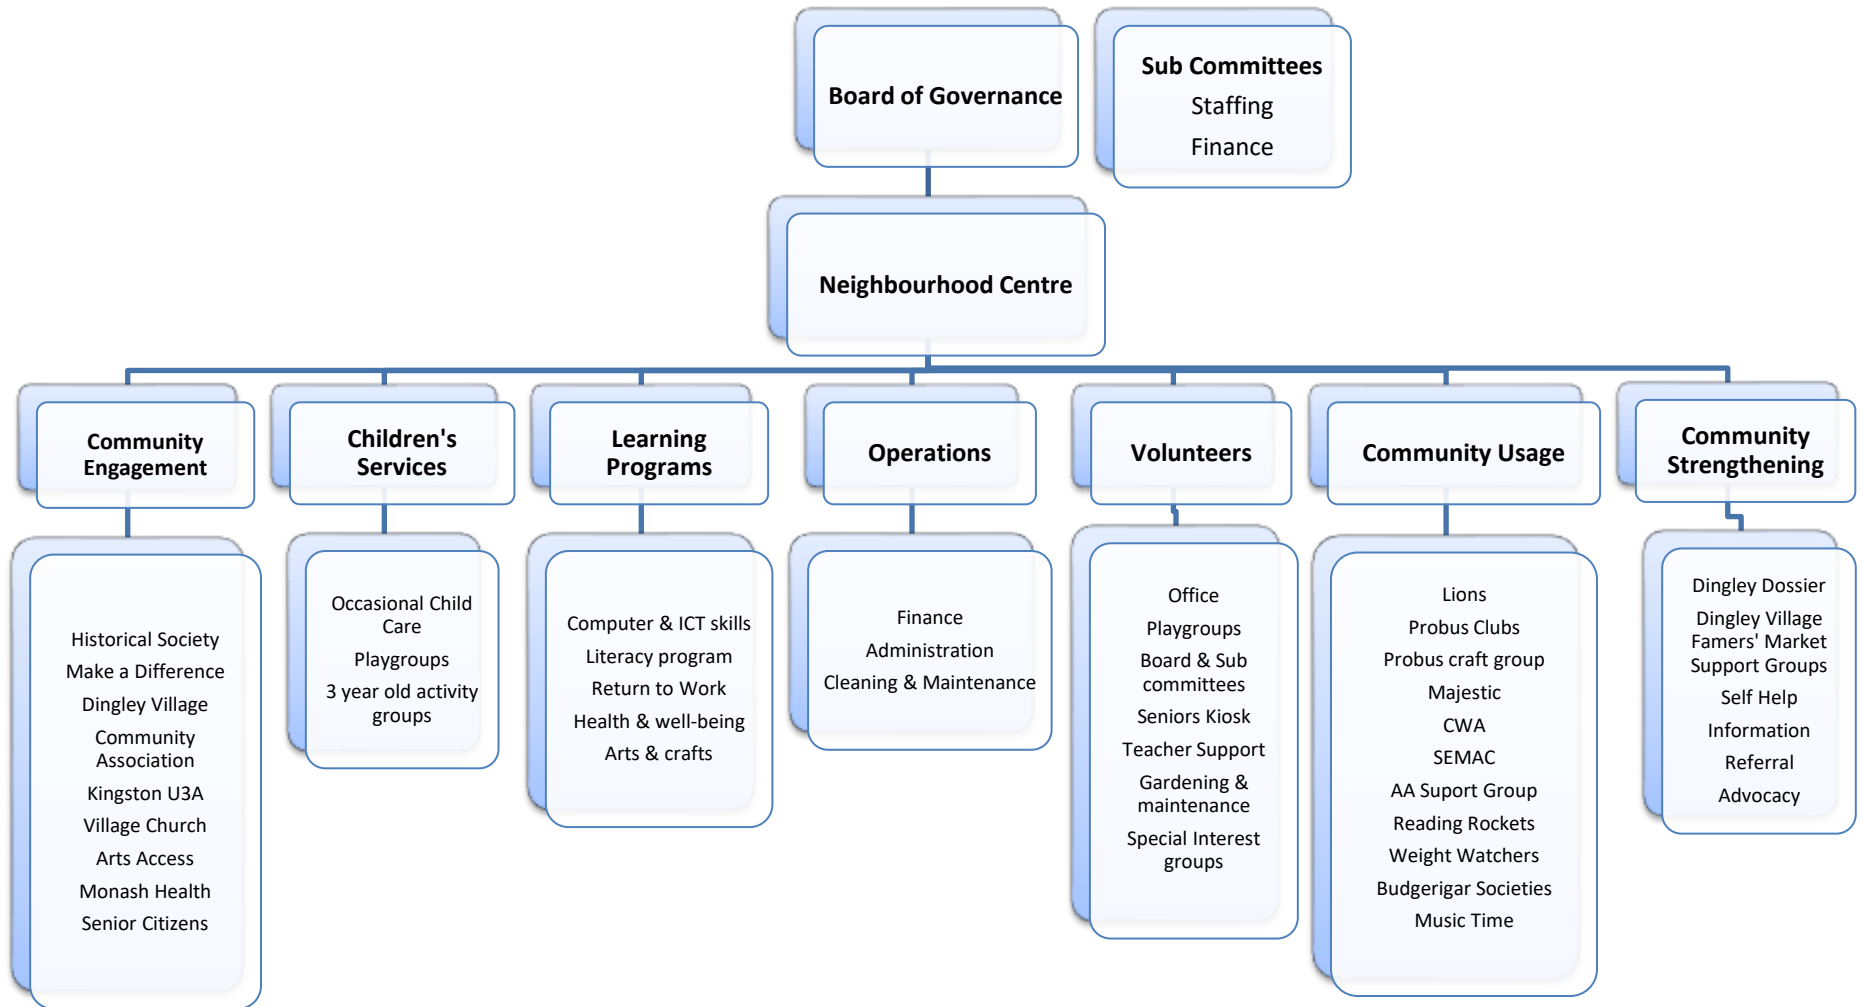 Board of Governance
Sub Committees
Staffing
Finance
Neighbourhood Centre
Community
Engagement
Children's
Services
Learning
Programs
Operations
Volunteers
Community Usage
Community
Strengthening
Historical Society
Make a Difference
Dingley Village
Community
Association
Kingston U3A
Village Church
Arts Access
Monash Health
Senior Citizens
Occasional Child
Care
Playgroups
3 year old activity
groups
Computer & ICT skills
Literacy program
Return to Work
Health & well-being
Arts & crafts
Finance
Administration
Cleaning & Maintenance
Office
Playgroups
Board & Sub
committees
Seniors Kiosk
Teacher Support
Gardening &
maintenance
Special Interest
groups
Lions
Probus Clubs
Probus craft group
Majestic
CWA
SEMAC
AA Suport Group
Reading Rockets
Weight Watchers
Budgerigar Societies
Music Time
Dingley Dossier
Dingley Village
Famers' Market
Support Groups
Self Help
Information
Referral
Advocacy